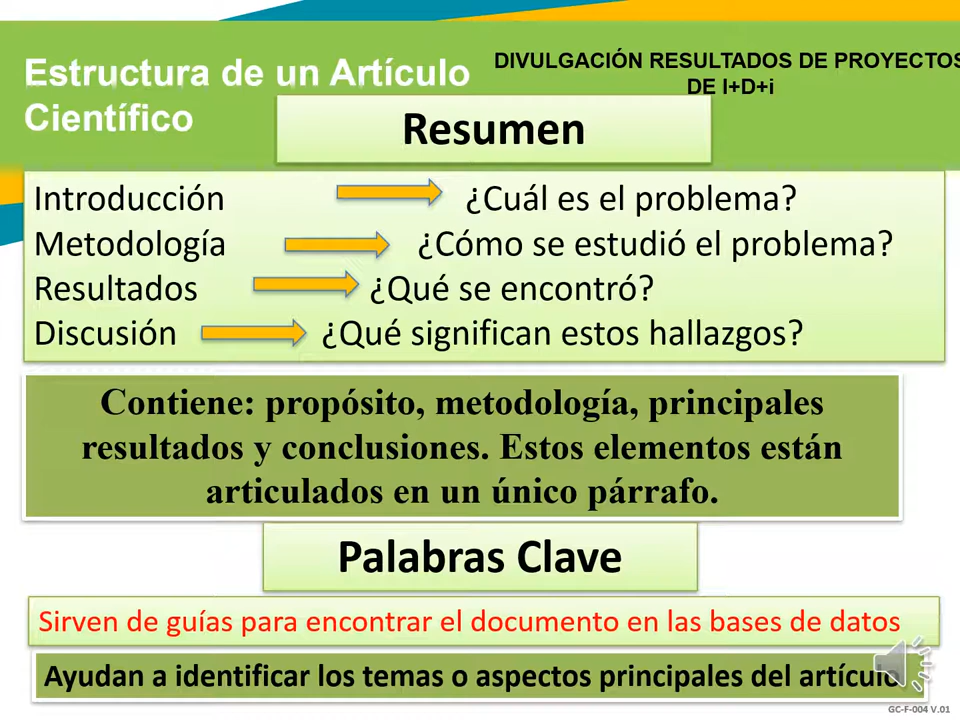 Estructura de un Artículo
Científico
DIVULGACIÓN RESULTADOS DE PROYECTOS
DE I+D+i
Resumen
Introducción ¿Cuál es el problema?
Metodología ¿Cómo se estudió el problema?
Resultados ¿Qué se encontró?
Discusión ¿Qué significan estos hallazgos?
Contiene: propósito, metodología, principales
resultados y conclusiones. Estos elementos están
articulados en un único párrafo.
Palabras Clave
Sirven de guías para encontrar el documento en las bases de datos
Ayudan a identificar los temas o aspectos principales del artículo
GC-F-004 V.01